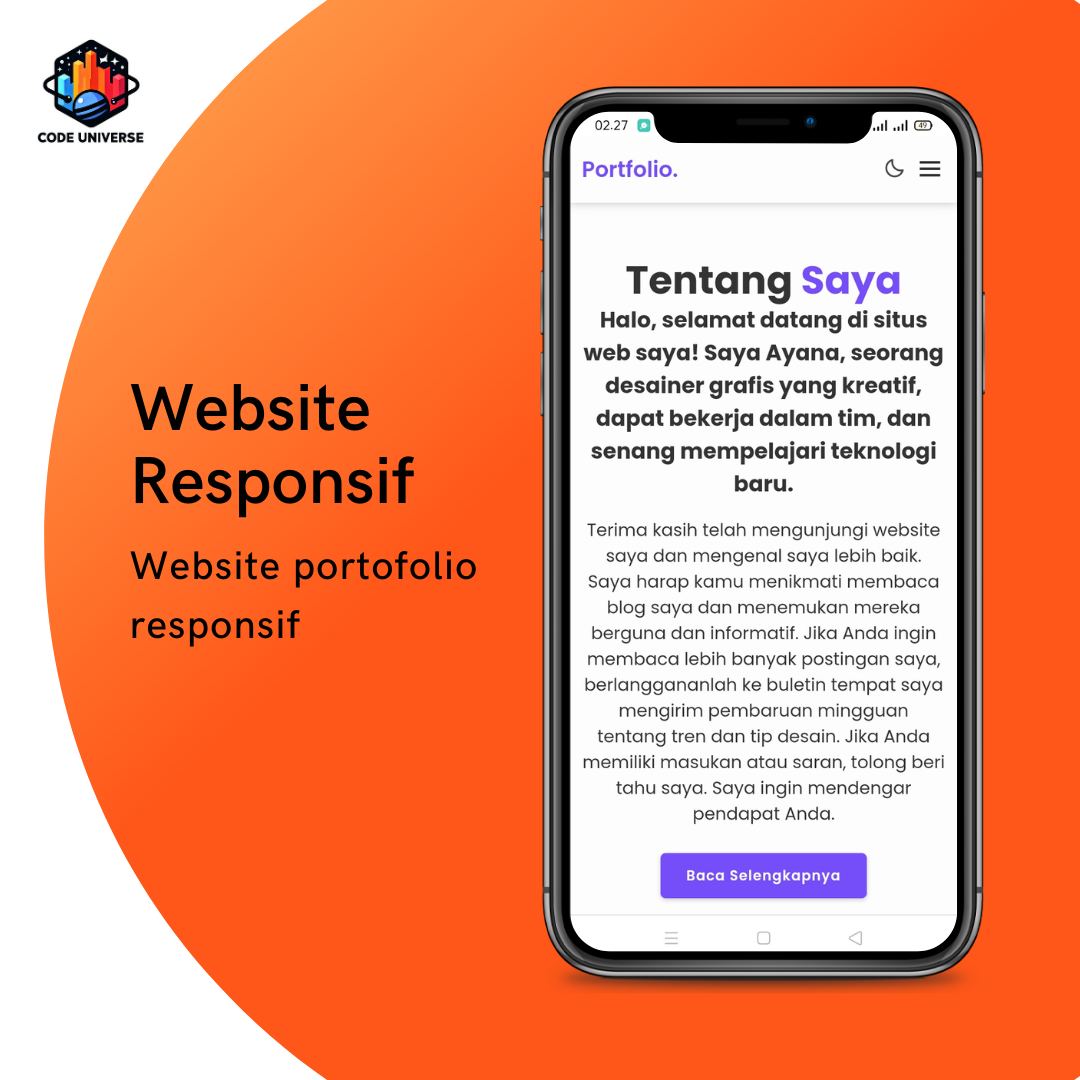 CODE UNIVERSE
Website
Responsif
Website portofolio
responsif
02.27
49
Portfolio.
Tentang Saya
Halo, selamat datang di situs
web saya! Saya Ayana, seorang
desainer grafis yang kreatif,
dapat bekerja dalam tim, dan
senang mempelajari teknologi
baru.
Terima kasih telah mengunjungi website
saya dan mengenal saya lebih baik.
Saya harap kamu menikmati membaca
blog saya dan menemukan mereka
berguna dan informatif. Jika Anda ingin
membaca lebih banyak postingan saya,
berlanggananlah ke buletin tempat saya
mengirim pembaruan mingguan
tentang tren dan tip desain. Jika Anda
memiliki masukan atau saran, tolong beri
tahu saya. Saya ingin mendengar
pendapat Anda.
Baca Selengkapnya